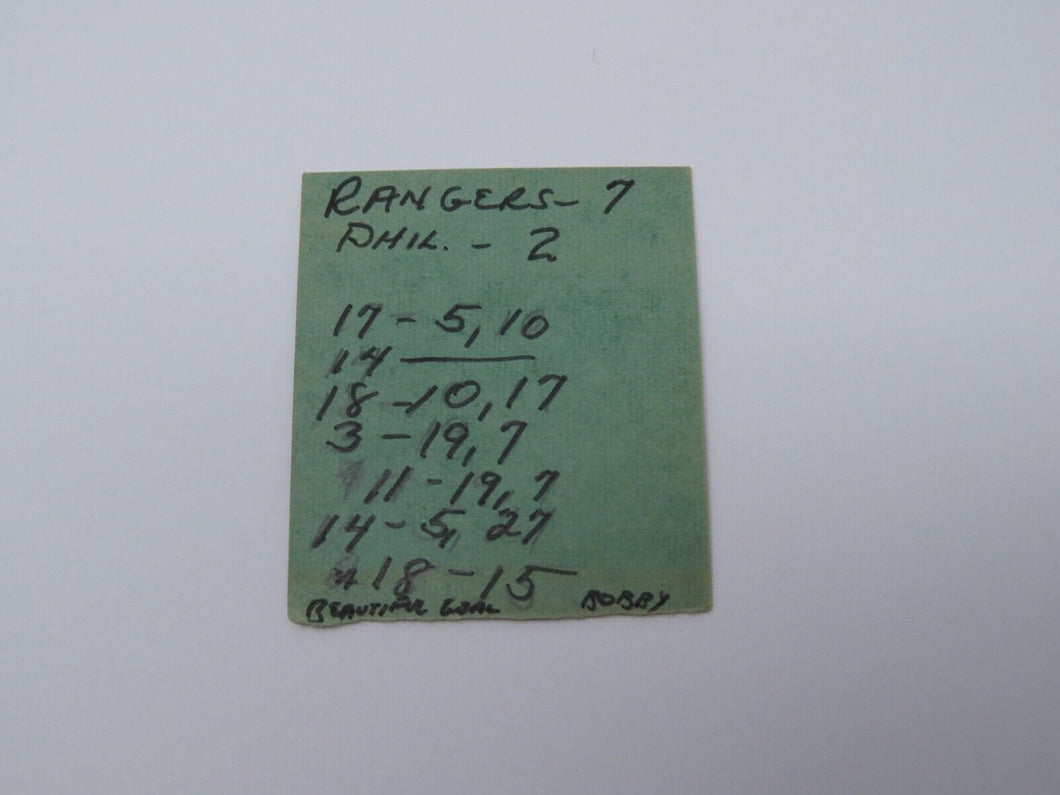 RANGERS- 7
PHIL. - 2
17 - 5, 10
14 ———
18 - 10, 17
3 - 19, 7
11 - 19, 7
14 - 5, 27
18 - 15
BEAUTIFUL GOAL BOBBY